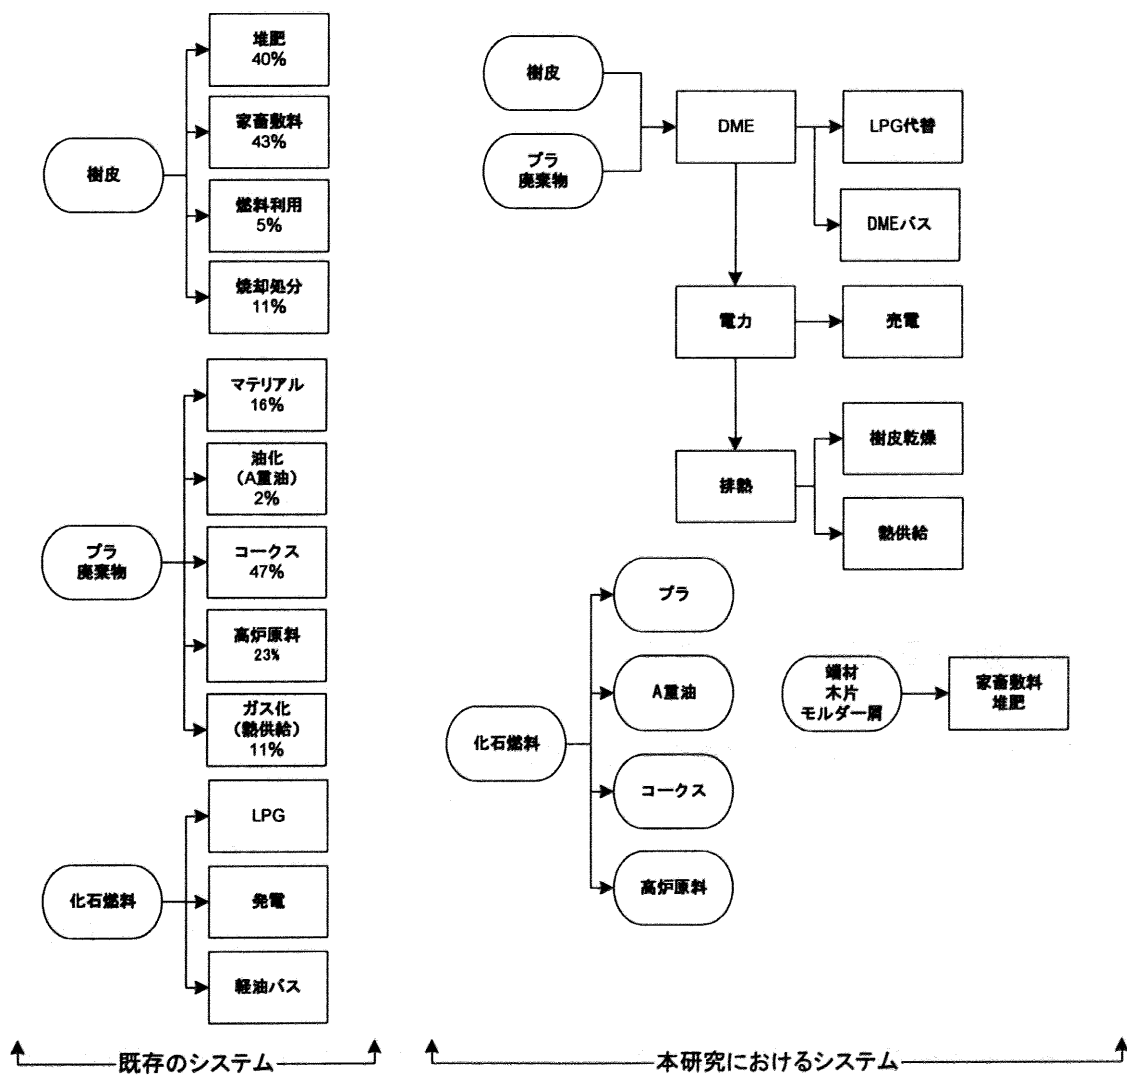 樹皮
堆肥
40%
家畜敷料
43%
燃料利用
5%
焼却処分
11%
プラ
廃棄物
マテリアル
16%
油化
(A重油)
2%
コークス
47%
高炉原料
23%
ガス化
(熱供給)
11%
化石燃料
LPG
発電
軽油バス
既存のシステム
樹皮
プラ
廃棄物
DME
LPG代替
DMEバス
電力
売電
排熱
樹皮乾燥
熱供給
化石燃料
プラ
A重油
コークス
高炉原料
端材
木片
モルダー屑
家畜敷料
堆肥
本研究におけるシステム